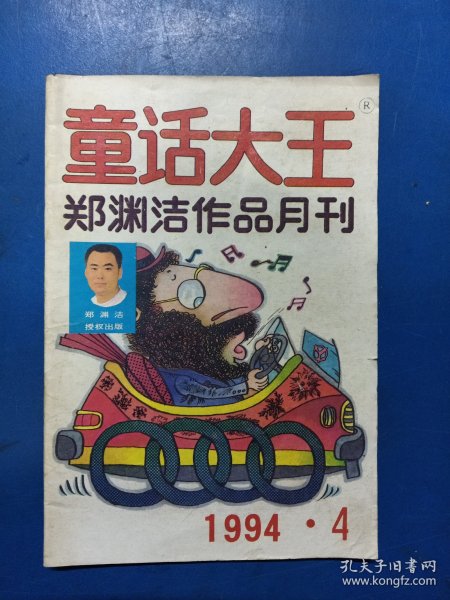 童话大王
®
郑渊洁作品月刊
郑渊洁
授权出版
1994·4
孔夫子旧书网
www.kongfz.com